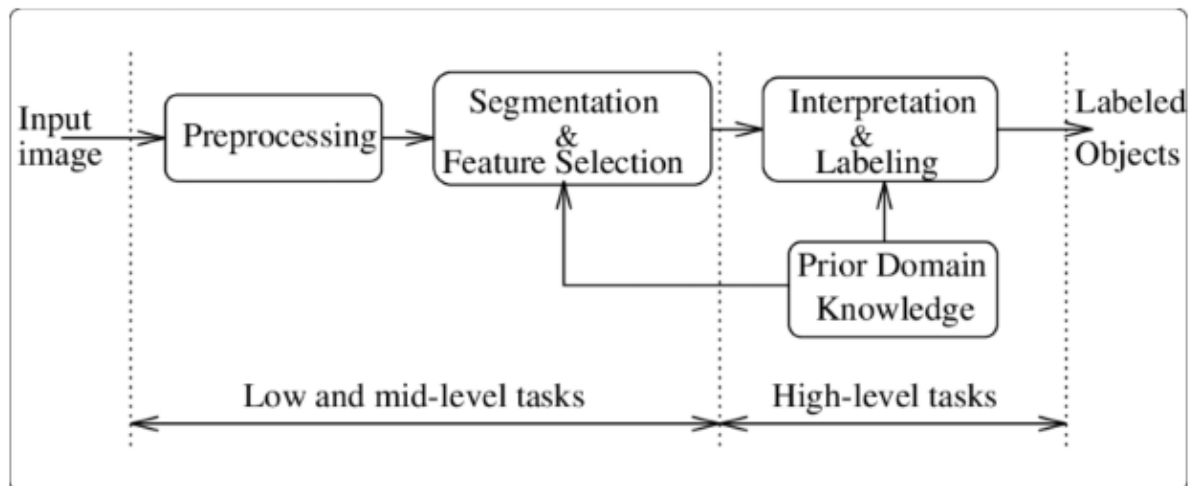 Input
image
Preprocessing
Segmentation
&
Feature Selection
Interpretation
&
Labeling
Labeled
Objects
Prior Domain
Knowledge
Low and mid-level tasks
High-level tasks